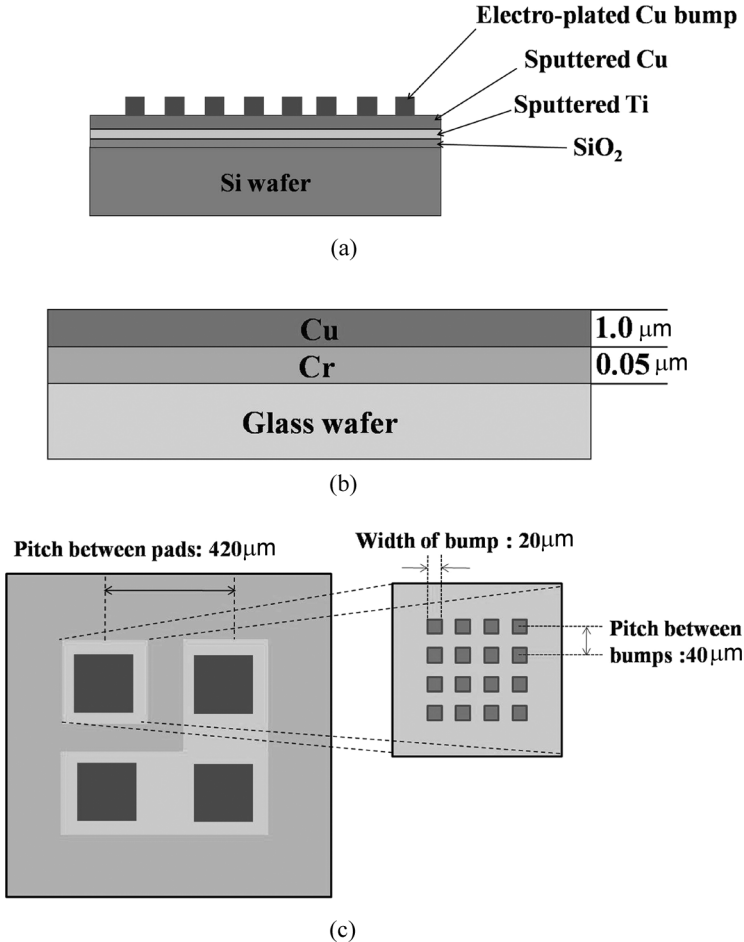 Electro-plated Cu bump
Sputtered Cu
Sputtered Ti
SiO₂
Si wafer
(a)
Cu
1.0 μm
Cr
0.05 μm
Glass wafer
(b)
Pitch between pads: 420μm
Width of bump : 20μm
Pitch between
bumps :40μm
(c)